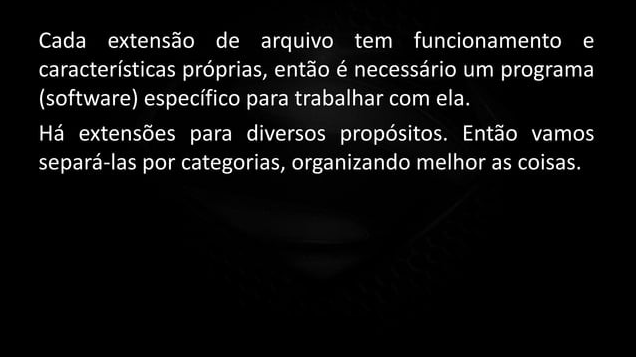 Cada extensão de arquivo tem funcionamento e
características próprias, então é necessário um programa
(software) específico para trabalhar com ela.
Há extensões para diversos propósitos. Então vamos
separá-las por categorias, organizando melhor as coisas.